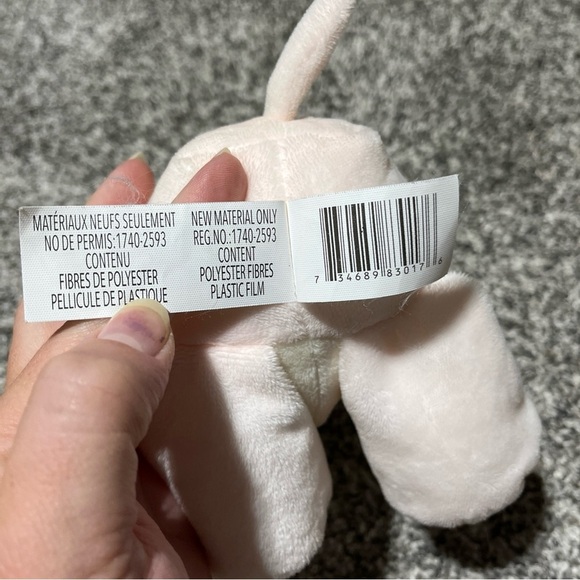 MATÉRIAUX NEUFS SEULEMENT
NO DE PERMIS:1740-2593
CONTENU
FIBRES DE POLYESTER
PELLICULE DE PLASTIQUE
NEW MATERIAL ONLY
REG.NO.:1740-2593
CONTENT
POLYESTER FIBRES
PLASTIC FILM
7 34689 83017 6